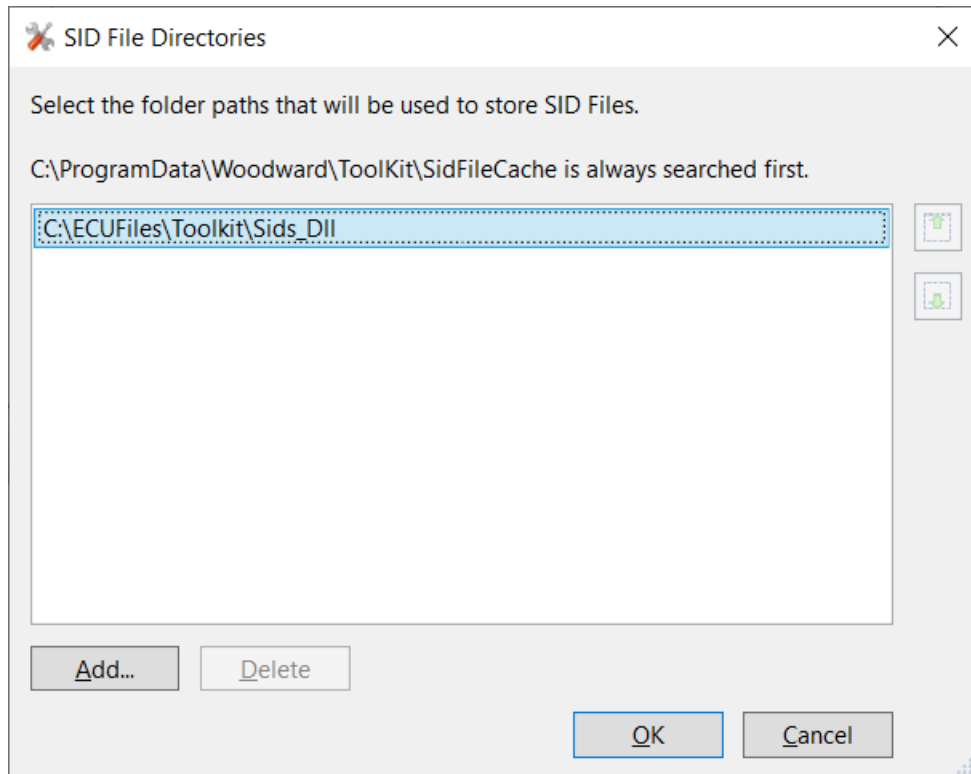 SID File Directories
Select the folder paths that will be used to store SID Files.
C:\ProgramData\Woodward\ToolKit\SidFileCache is always searched first.
C:\ECUFiles\Toolkit\Sids_Dll
Add...
Delete
OK
Cancel